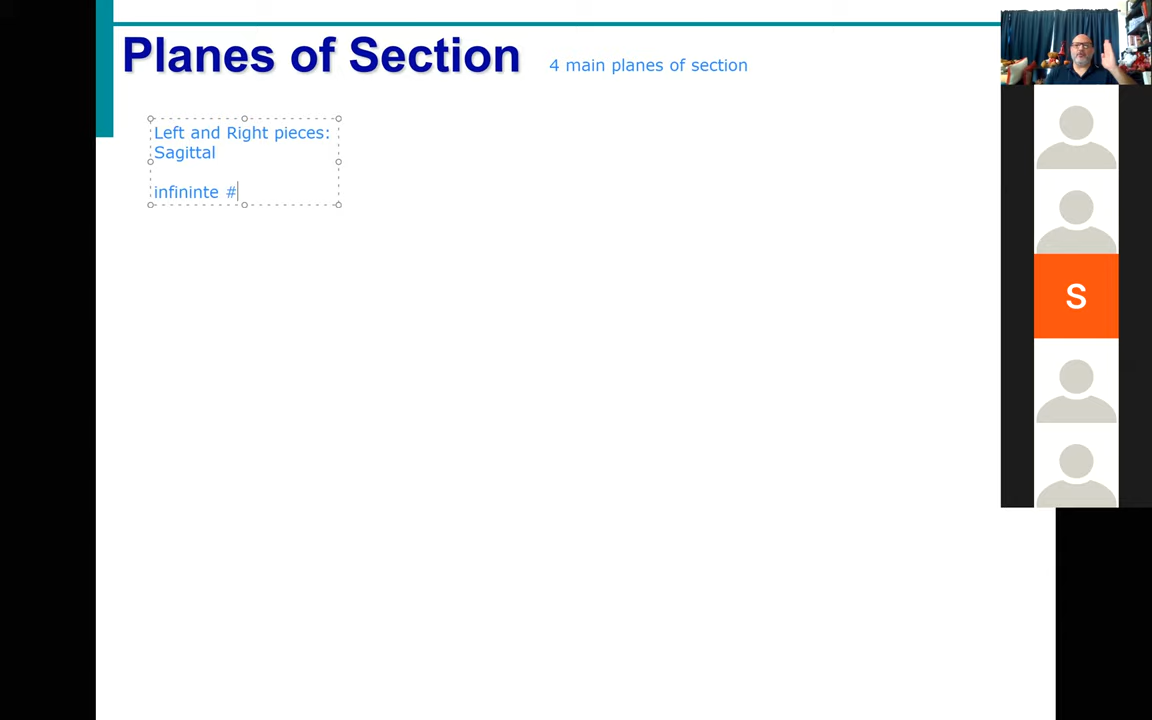 Planes of Section
4 main planes of section
Left and Right pieces:
Sagittal
infininte #
S